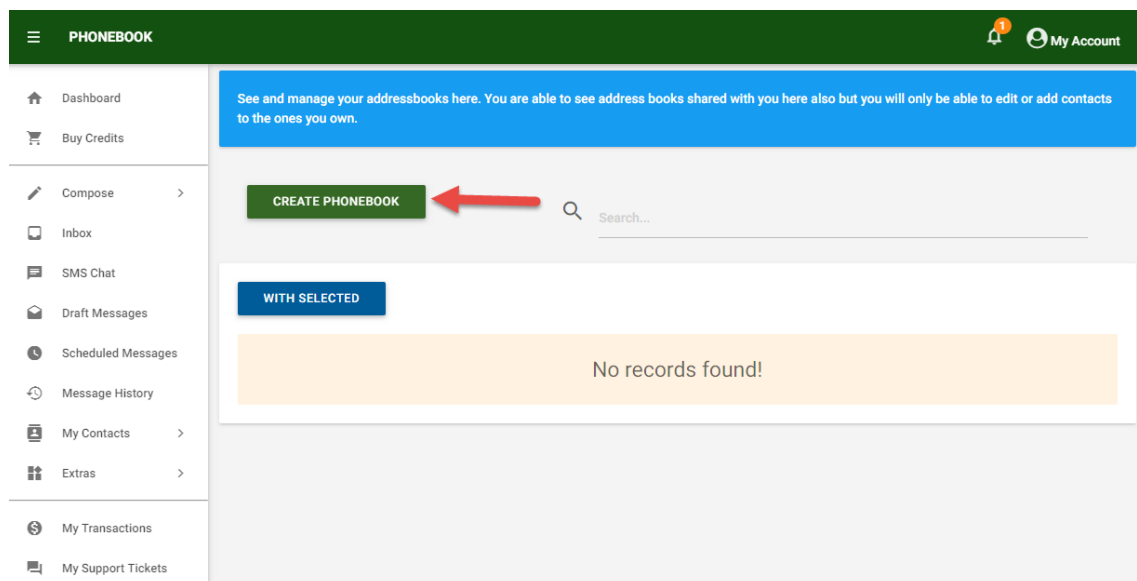 PHONEBOOK
1
My Account
Dashboard
Buy Credits
Compose
Inbox
SMS Chat
Draft Messages
Scheduled Messages
Message History
My Contacts
Extras
My Transactions
My Support Tickets
See and manage your addressbooks here. You are able to see address books shared with you here also but you will only be able to edit or add contacts
to the ones you own.
CREATE PHONEBOOK
Search...
WITH SELECTED
No records found!